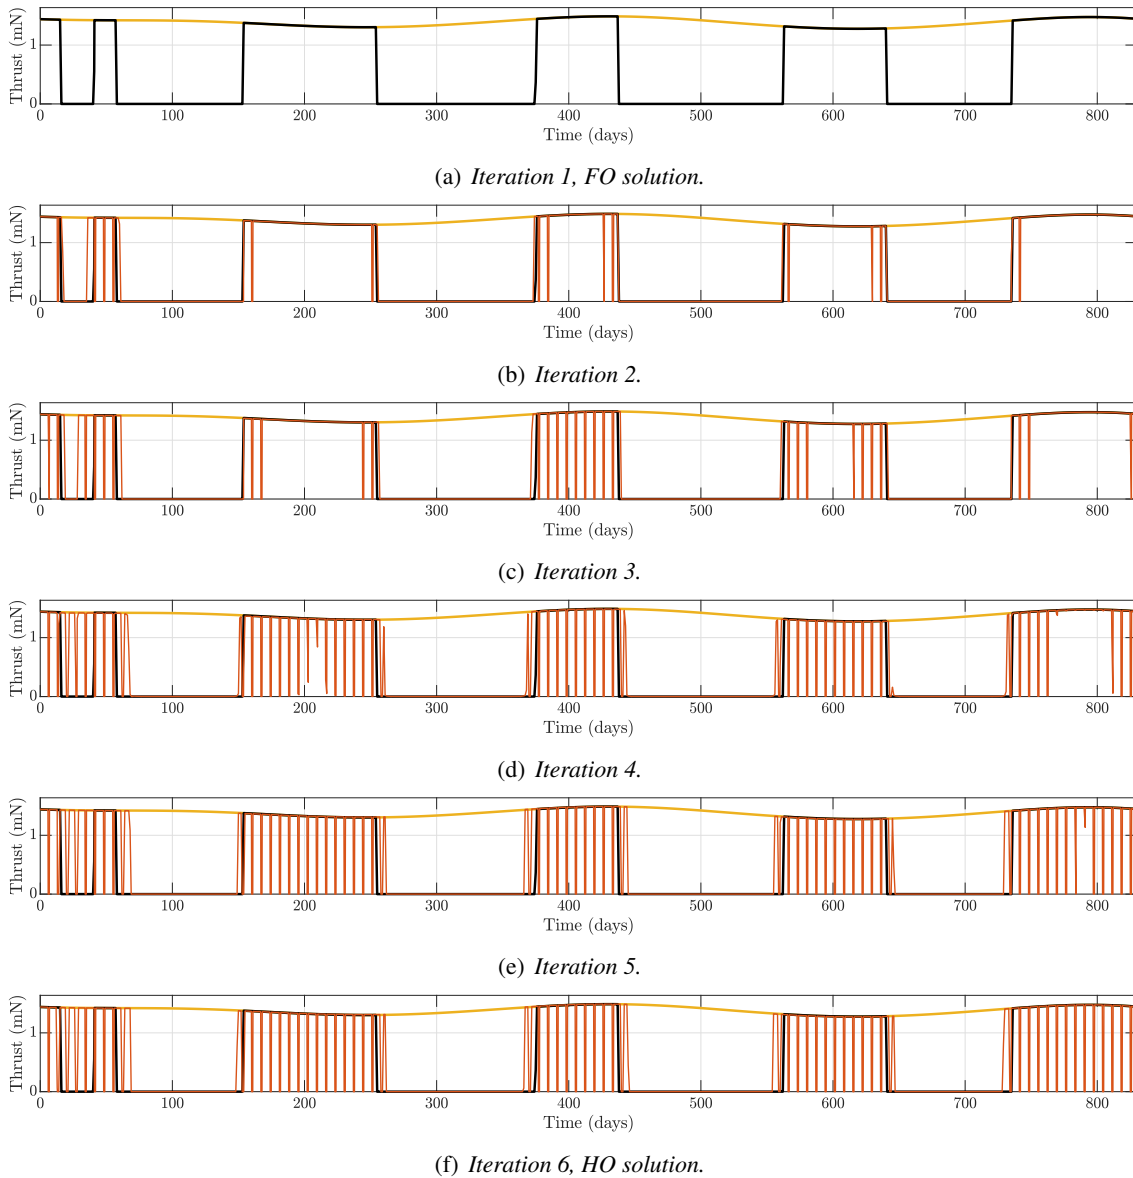 Thrust (mN)
1
0
0 100 200 300 400 500 600 700 800
Time (days)
(a) Iteration 1, FO solution.
Thrust (mN)
1
0
0 100 200 300 400 500 600 700 800
Time (days)
(b) Iteration 2.
Thrust (mN)
1
0
0 100 200 300 400 500 600 700 800
Time (days)
(c) Iteration 3.
Thrust (mN)
1
0
0 100 200 300 400 500 600 700 800
Time (days)
(d) Iteration 4.
Thrust (mN)
1
0
0 100 200 300 400 500 600 700 800
Time (days)
(e) Iteration 5.
Thrust (mN)
1
0
0 100 200 300 400 500 600 700 800
Time (days)
(f) Iteration 6, HO solution.